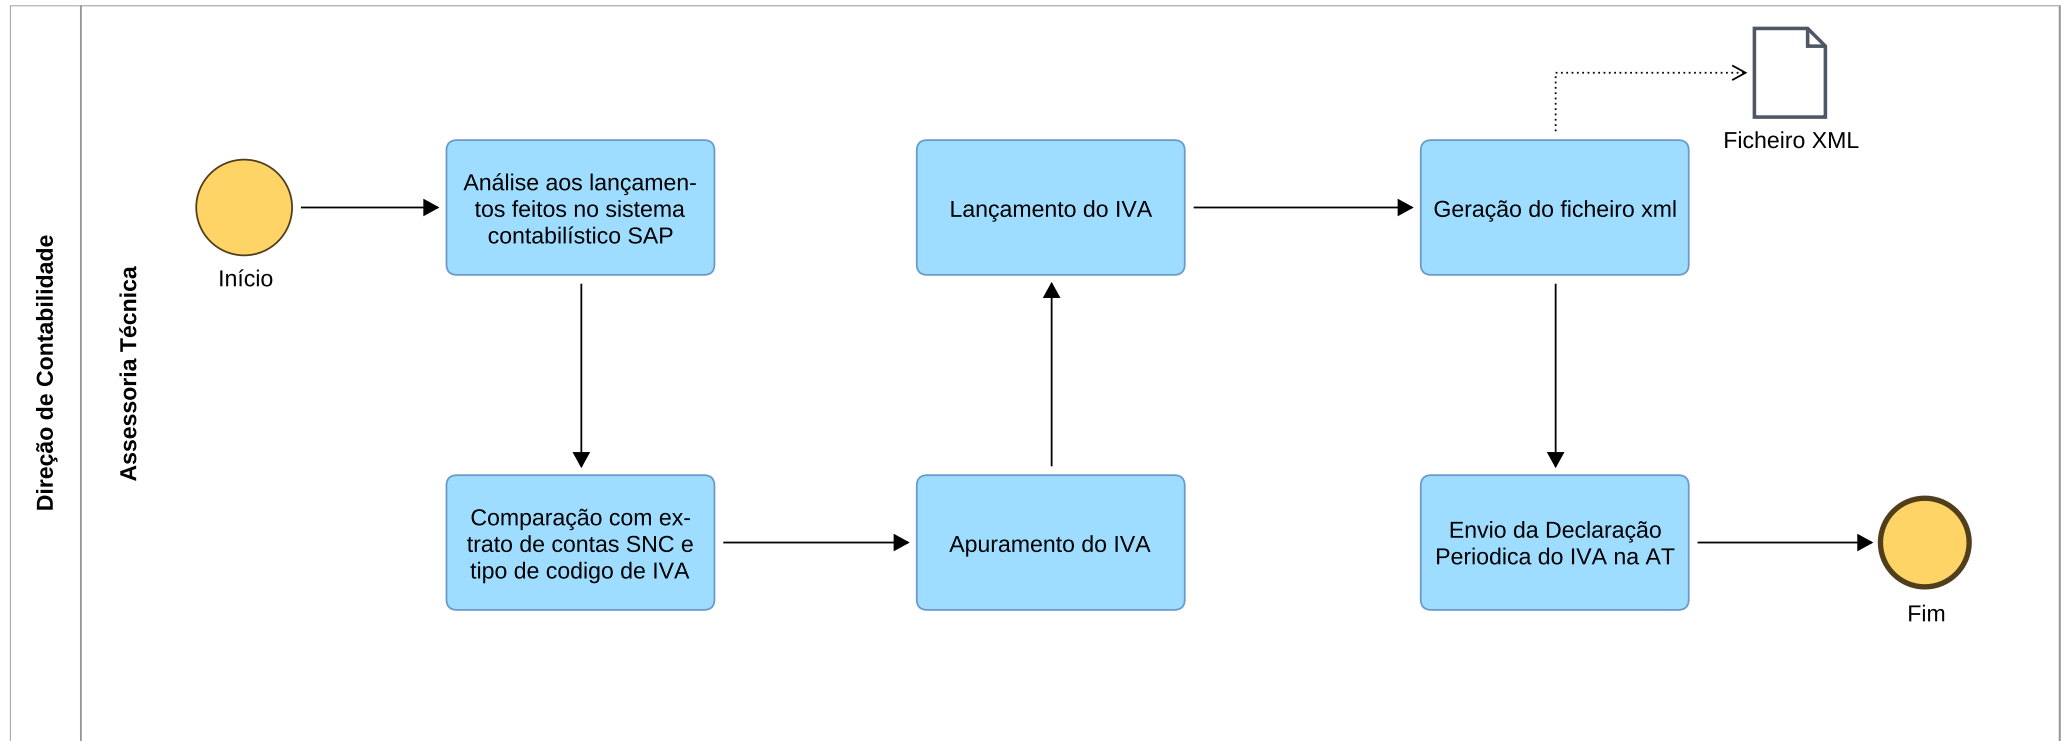 Direção de Contabilidade
Assessoria Técnica
Início
Análise aos lançamen-
tos feitos no sistema
contabilístico SAP
Comparação com ex-
trato de contas SNC e
tipo de codigo de IVA
Apuramento do IVA
Lançamento do IVA
Geração do ficheiro xml
Ficheiro XML
Envio da Declaração
Periodica do IVA na AT
Fim